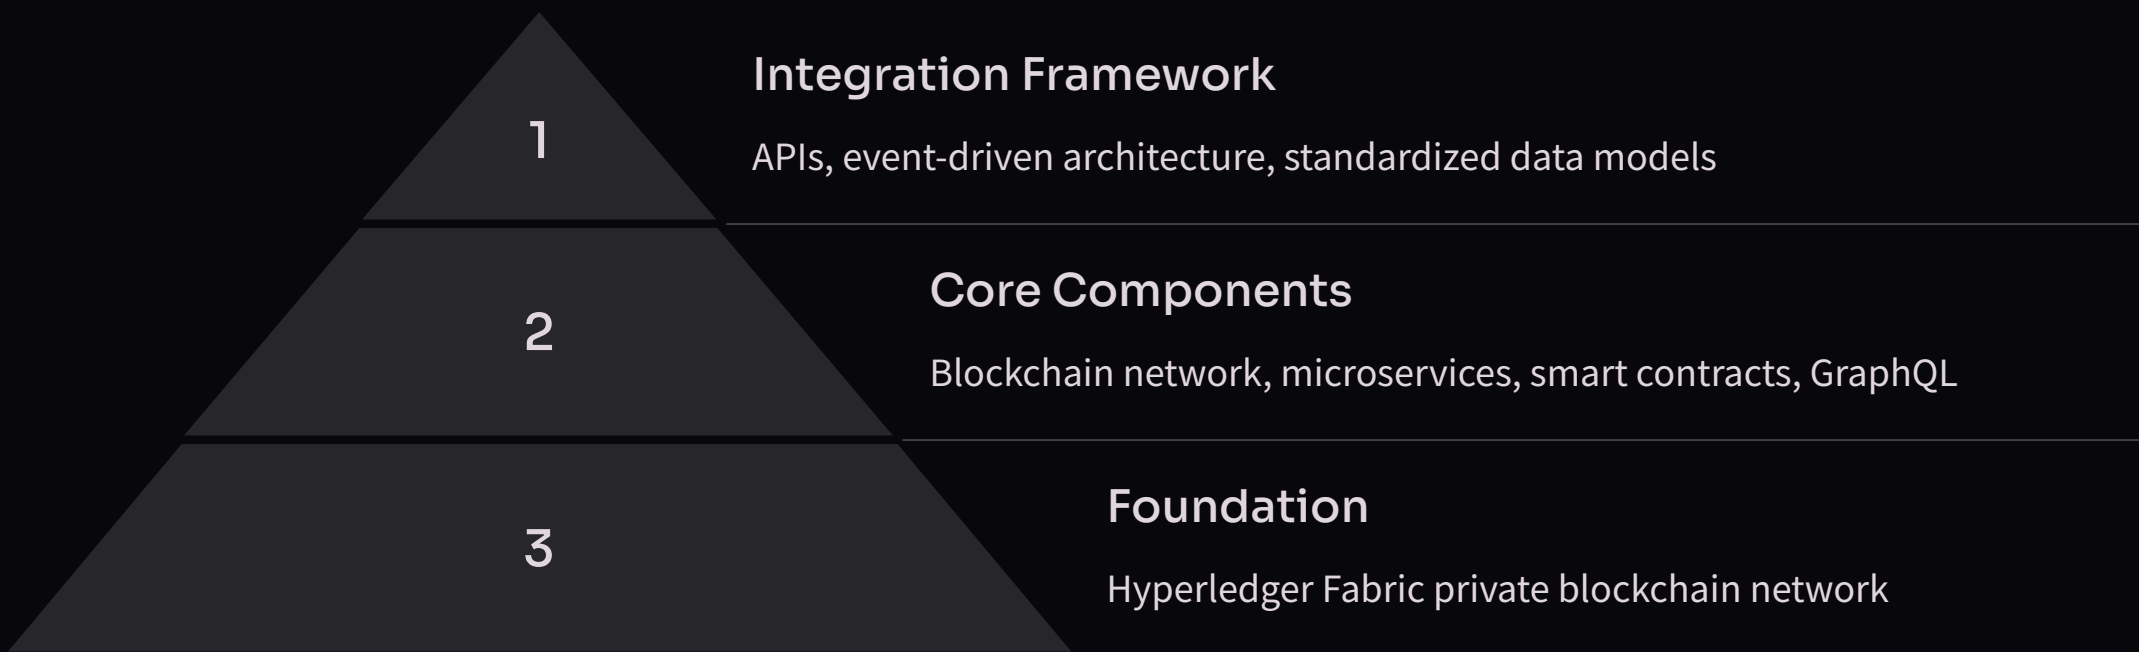 1
Integration Framework
APIs, event-driven architecture, standardized data models
2
Core Components
Blockchain network, microservices, smart contracts, GraphQL
3
Foundation
Hyperledger Fabric private blockchain network